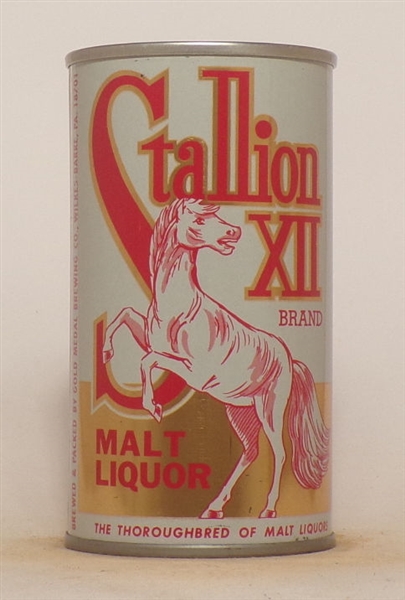 Stallion
XII
BRAND
MALT
LIQUOR
THE THOROUGHBRED OF MALT LIQUORS
BREWED & PACKED BY GOLD MEDAL BREWING CO., WILKES-BARRE, PA. 18701